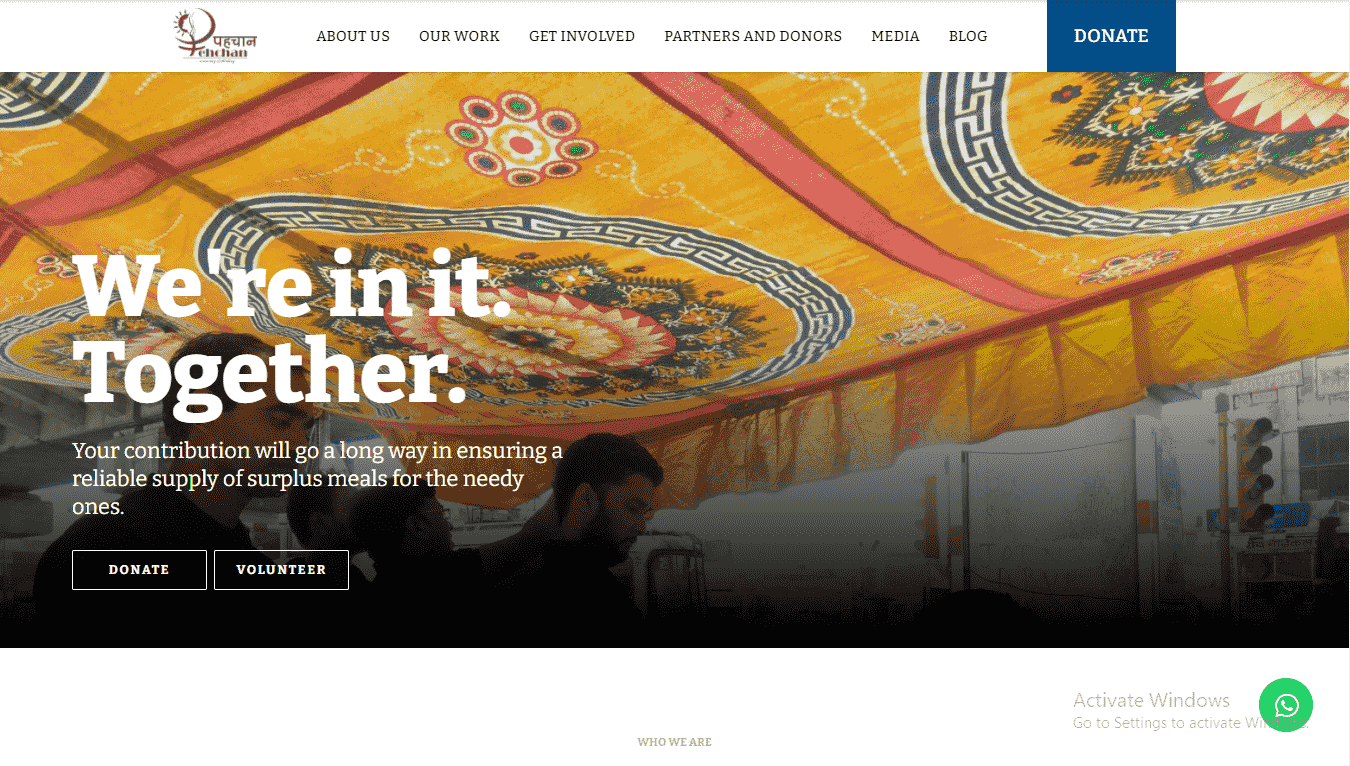 पहचान
Pehchan
ABOUT US
OUR WORK
GET INVOLVED
PARTNERS AND DONORS
MEDIA
BLOG
DONATE
We're in it.
Together.
Your contribution will go a long way in ensuring a
reliable supply of surplus meals for the needy
ones.
DONATE
VOLUNTEER
Activate Windows
Go to Settings to activate Windows.
WHO WE ARE